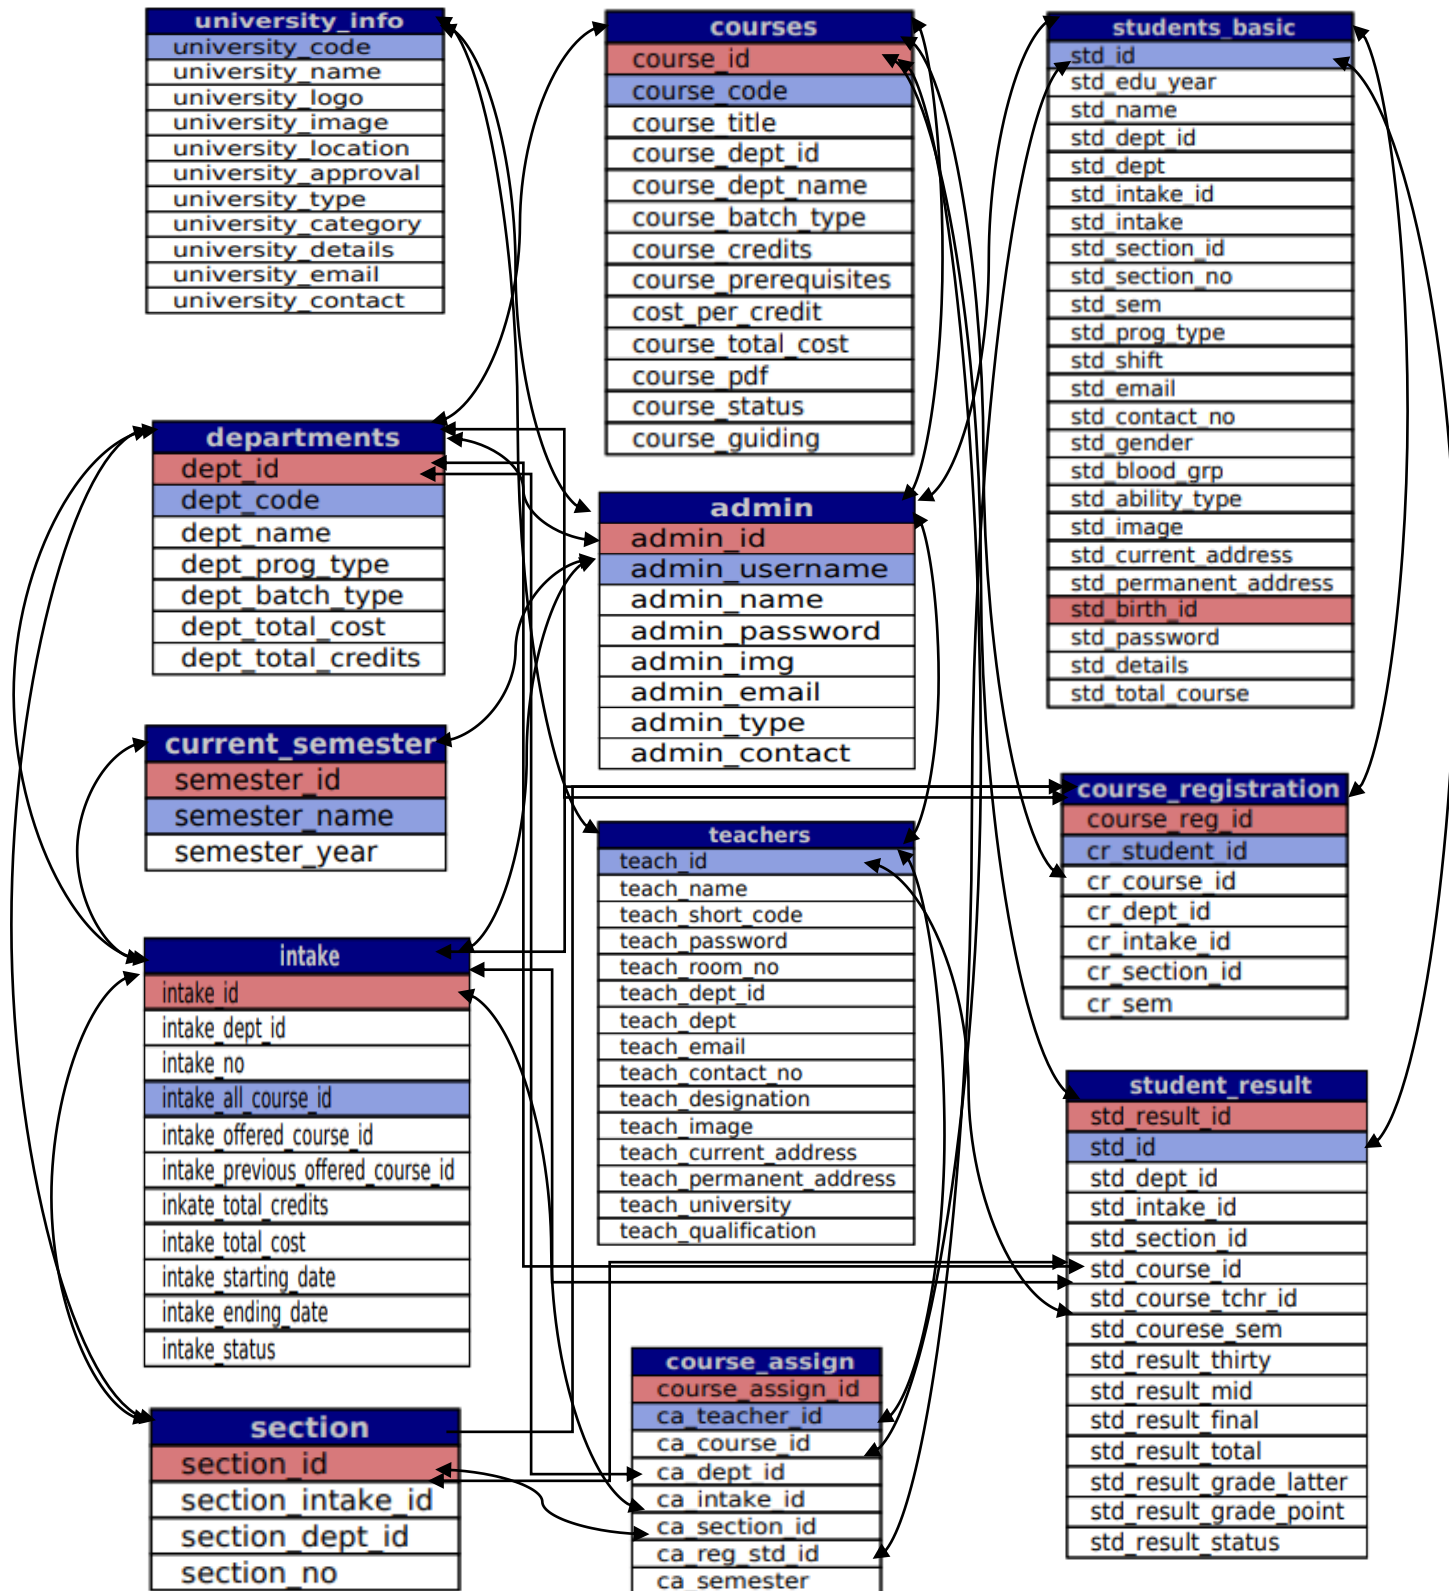 university_info
university_code
university_name
university_logo
university_image
university_location
university_approval
university_type
university_category
university_details
university_email
university_contact
courses
course_id
course_code
course_title
course_dept_id
course_dept_name
course_batch_type
course_credits
course_prerequisites
cost_per_credit
course_total_cost
course_pdf
course_status
course_guiding
students_basic
std_id
std_edu_year
std_name
std_dept_id
std_dept
std_intake_id
std_intake
std_section_id
std_section_no
std_sem
std_prog_type
std_shift
std_email
std_contact_no
std_gender
std_blood_grp
std_ability_type
std_image
std_current_address
std_permanent_address
std_birth_id
std_password
std_details
std_total_course
departments
dept_id
dept_code
dept_name
dept_prog_type
dept_batch_type
dept_total_cost
dept_total_credits
admin
admin_id
admin_username
admin_name
admin_password
admin_img
admin_email
admin_type
admin_contact
current_semester
semester_id
semester_name
semester_year
teachers
teach_id
teach_name
teach_short_code
teach_password
teach_room_no
teach_dept_id
teach_dept
teach_email
teach_contact_no
teach_designation
teach_image
teach_current_address
teach_permanent_address
teach_university
teach_qualification
course_registration
course_reg_id
cr_student_id
cr_course_id
cr_dept_id
cr_intake_id
cr_section_id
cr_sem
intake
intake_id
intake_dept_id
intake_no
intake_all_course_id
intake_offered_course_id
intake_previous_offered_course_id
inkate_total_credits
intake_total_cost
intake_starting_date
intake_ending_date
intake_status
student_result
std_result_id
std_id
std_dept_id
std_intake_id
std_section_id
std_course_id
std_course_tchr_id
std_courese_sem
std_result_thirty
std_result_mid
std_result_final
std_result_total
std_result_grade_latter
std_result_grade_point
std_result_status
section
section_id
section_intake_id
section_dept_id
section_no
course_assign
course_assign_id
ca_teacher_id
ca_course_id
ca_dept_id
ca_intake_id
ca_section_id
ca_reg_std_id
ca_semester